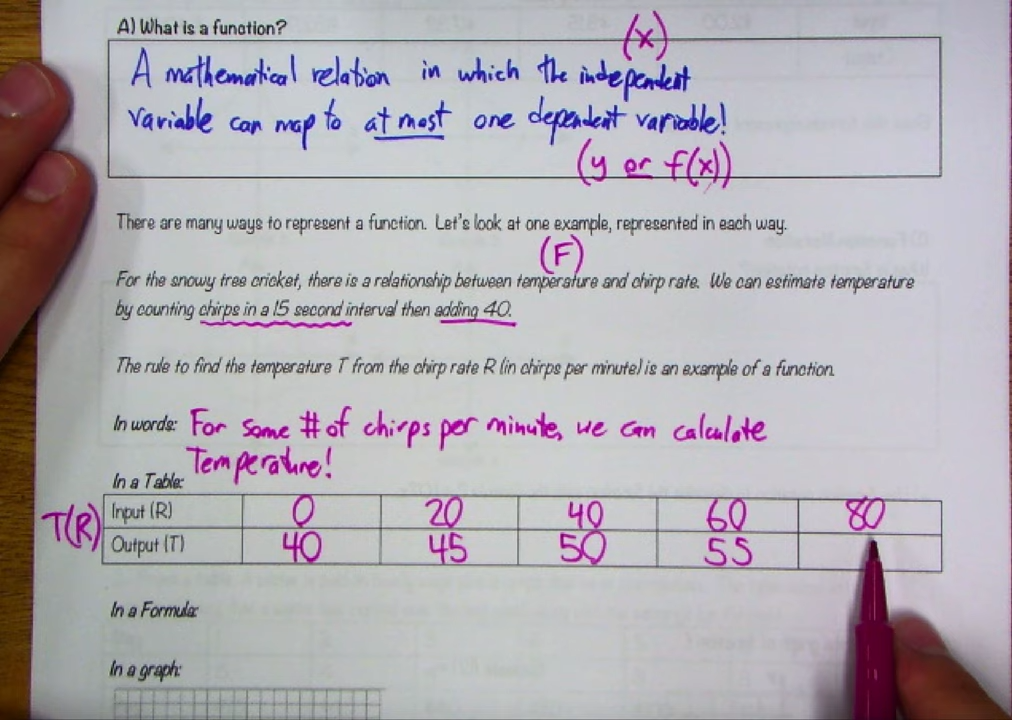 A) What is a function?
(x)
A mathematical relation in which the independent
variable can map to at most one dependent variable!
(y or f(x))
There are many ways to represent a function. Let's look at one example, represented in each way.
(F)
For the snowy tree cricket, there is a relationship between temperature and chirp rate. We can estimate temperature
by counting chirps in a 15 second interval then adding 40.
The rule to find the temperature T from the chirp rate R (in chirps per minute) is an example of a function.
In words: For some # of chirps per minute, we can calculate
Temperature!
In a Table:
T(R)
Input (R) 0 20 40 60 80
Output (T) 40 45 50 55
In a Formula:
In a graph: